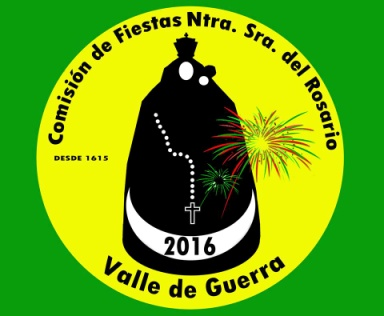 Comisión de Fiestas Ntra. Sra. del Rosario
DESDE 1615
2016
Valle de Guerra